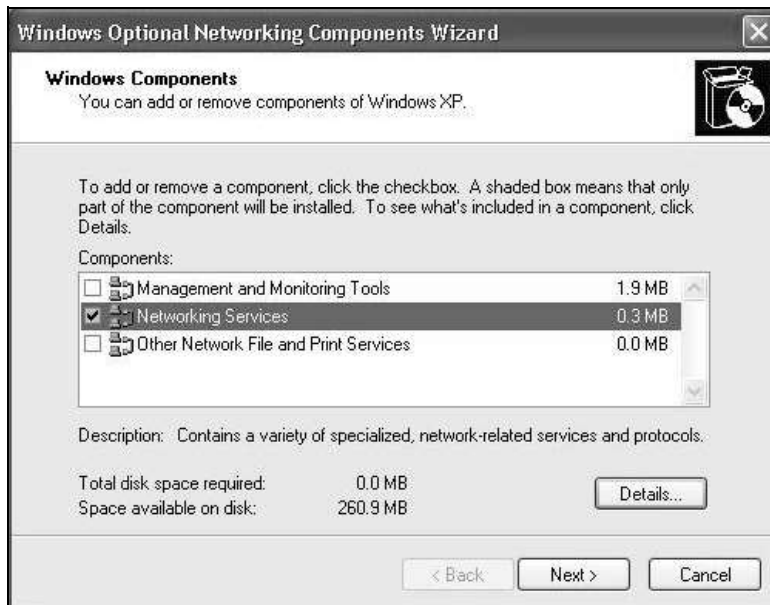 Windows Optional Networking Components Wizard
Windows Components
You can add or remove components of Windows XP.
To add or remove a component, click the checkbox. A shaded box means that only
part of the component will be installed. To see what's included in a component, click
Details.
Components:
Management and Monitoring Tools 1.9 MB
Networking Services 0.3 MB
Other Network File and Print Services 0.0 MB
Description: Contains a variety of specialized, network-related services and protocols.
Total disk space required: 0.0 MB
Space available on disk: 260.9 MB
Details...
< Back Next > Cancel